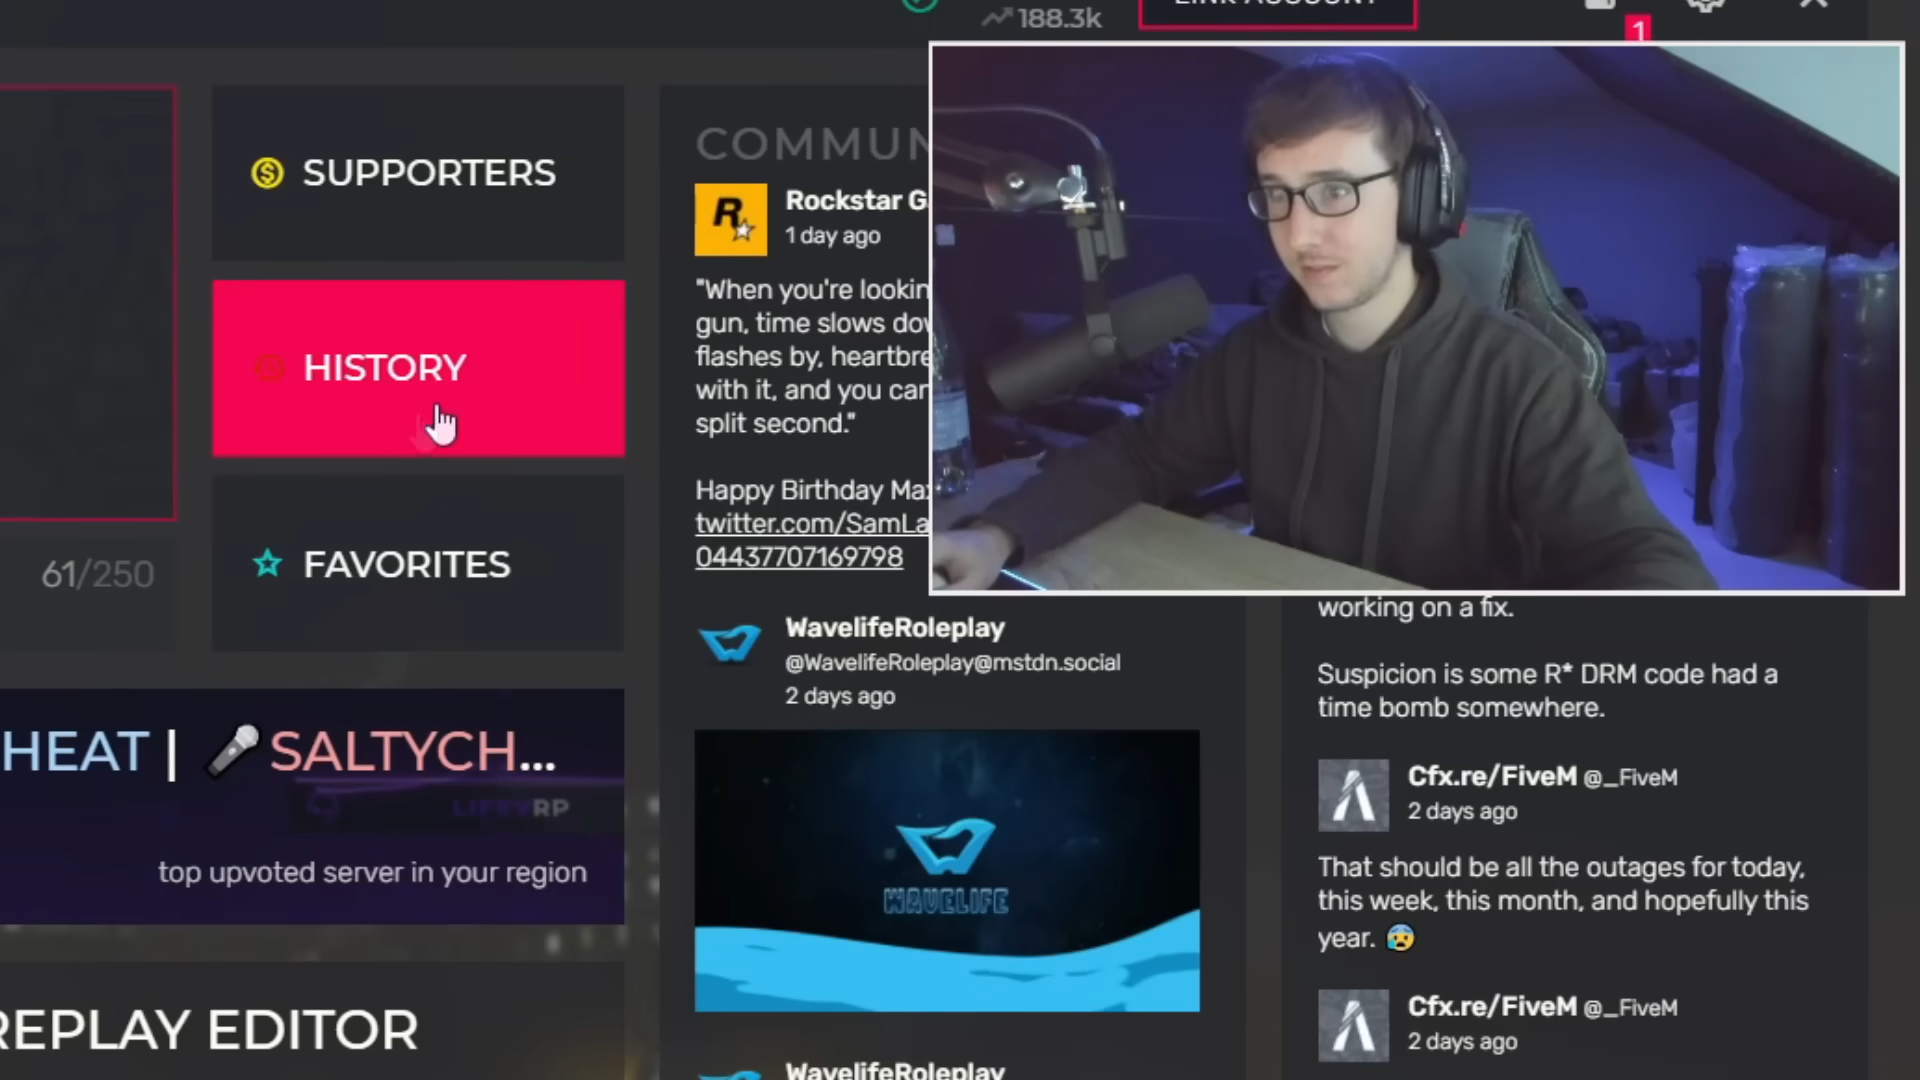 188.3k
1
SUPPORTERS
HISTORY
FAVORITES
61/250
HEAT | 🎤 SALTYCH...
RP
top upvoted server in your region
REPLAY EDITOR
COMMUN
Rockstar G
1 day ago
"When you're lookin
gun, time slows dow
flashes by, heartbre
with it, and you can
split second."
Happy Birthday Max
twitter.com/SamLa
04437707169798
WavelifeRoleplay
@WavelifeRoleplay@mstdn.social
2 days ago
WAVELIFE
WavelifeRoleplay
working on a fix.
Suspicion is some R* DRM code had a
time bomb somewhere.
Cfx.re/FiveM @_FiveM
2 days ago
That should be all the outages for today,
this week, this month, and hopefully this
year. 😰
Cfx.re/FiveM @_FiveM
2 days ago